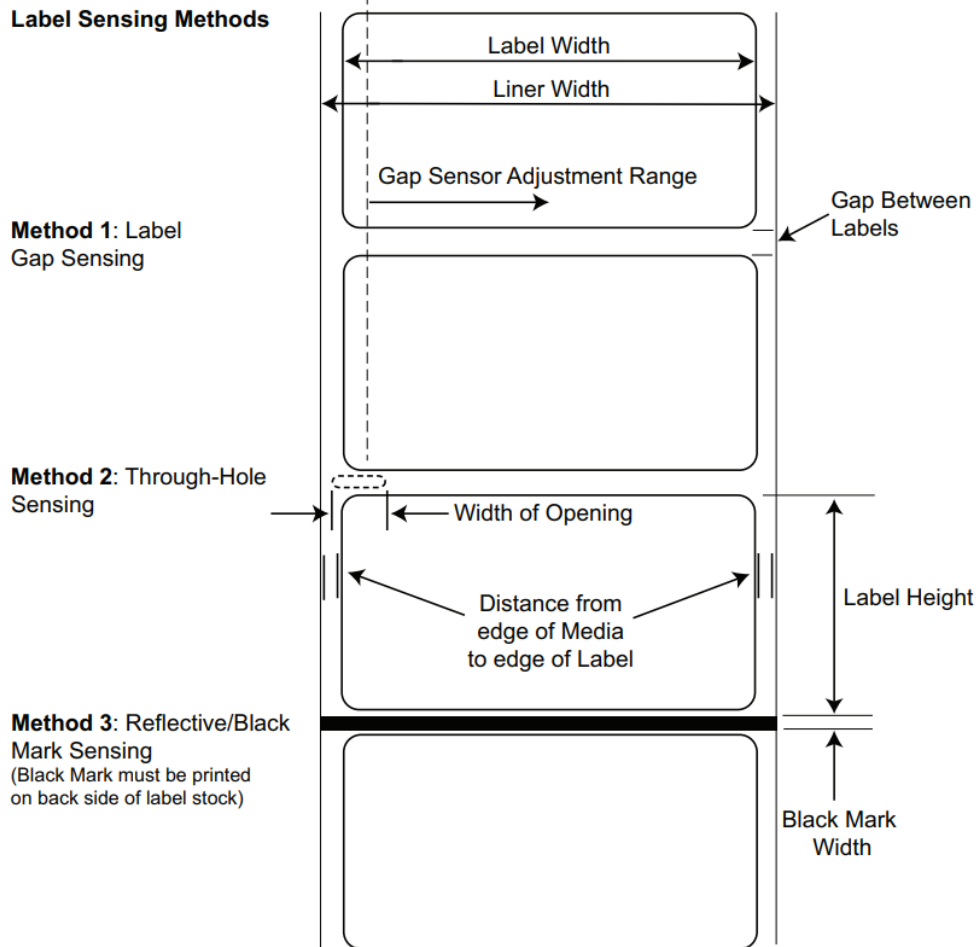 Label Sensing Methods
Label Width
Liner Width
Gap Sensor Adjustment Range
Gap Between
Labels
Method 1: Label
Gap Sensing
Method 2: Through-Hole
Sensing
Width of Opening
Distance from
edge of Media
to edge of Label
Label Height
Method 3: Reflective/Black
Mark Sensing
(Black Mark must be printed
on back side of label stock)
Black Mark
Width